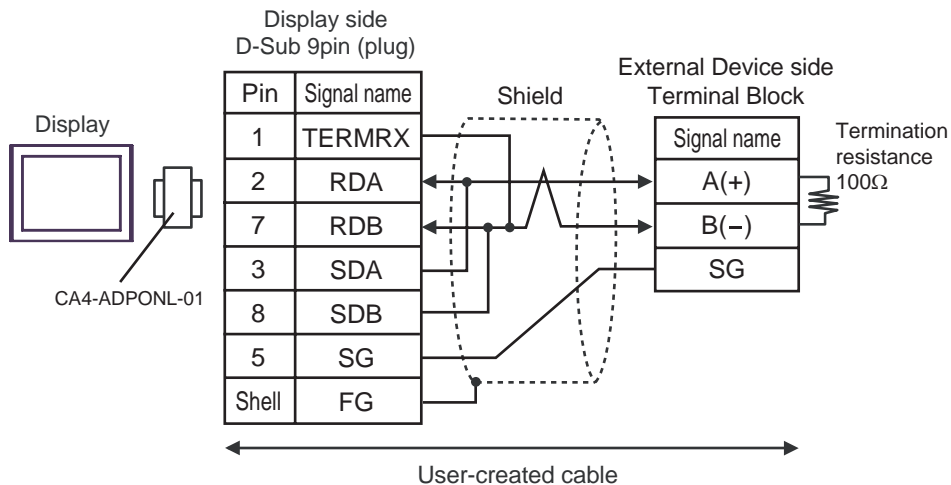 Display side
D-Sub 9pin (plug)
External Device side
Terminal Block
Display
CA4-ADPONL-01
Pin Signal name
1 TERMRX
2 RDA
7 RDB
3 SDA
8 SDB
5 SG
Shell FG
Shield
Signal name
A(+)
B(−)
SG
Termination
resistance
100Ω
User-created cable